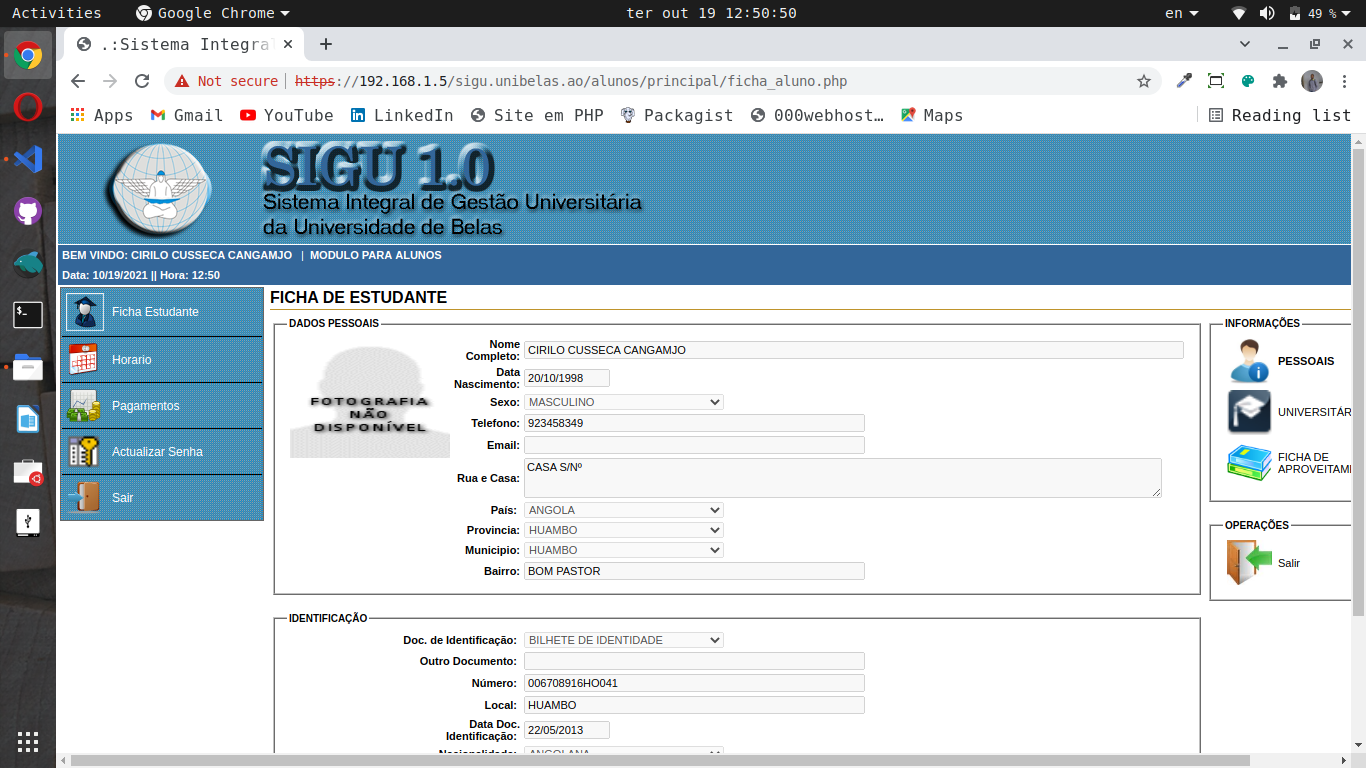 Activities
Google Chrome
ter out 19 12:50:50
en
49 %
.:Sistema Integra
Not secure
https://192.168.1.5/sigu.unibelas.ao/alunos/principal/ficha_aluno.php
Apps
Gmail
YouTube
LinkedIn
Site em PHP
Packagist
000webhost…
Maps
Reading list
SIGU 1.0
Sistema Integral de Gestão Universitária
da Universidade de Belas
BEM VINDO: CIRILO CUSSECA CANGAMJO | MODULO PARA ALUNOS
Data: 10/19/2021 || Hora: 12:50
Ficha Estudante
Horario
Pagamentos
Actualizar Senha
Sair
FICHA DE ESTUDANTE
DADOS PESSOAIS
FOTOGRAFIA
NÃO
DISPONÍVEL
Nome
Completo:
CIRILO CUSSECA CANGAMJO
Data
Nascimento:
20/10/1998
Sexo:
MASCULINO
Telefono:
923458349
Email:
Rua e Casa:
CASA S/Nº
País:
ANGOLA
Provincia:
HUAMBO
Municipio:
HUAMBO
Bairro:
BOM PASTOR
INFORMAÇÕES
PESSOAIS
UNIVERSITÁR
FICHA DE
APROVEITAM
OPERAÇÕES
Salir
IDENTIFICAÇÃO
Doc. de Identificação:
BILHETE DE IDENTIDADE
Outro Documento:
Número:
006708916HO041
Local:
HUAMBO
Data Doc.
Identificação:
22/05/2013
Nacionalidade:
ANGOLANA